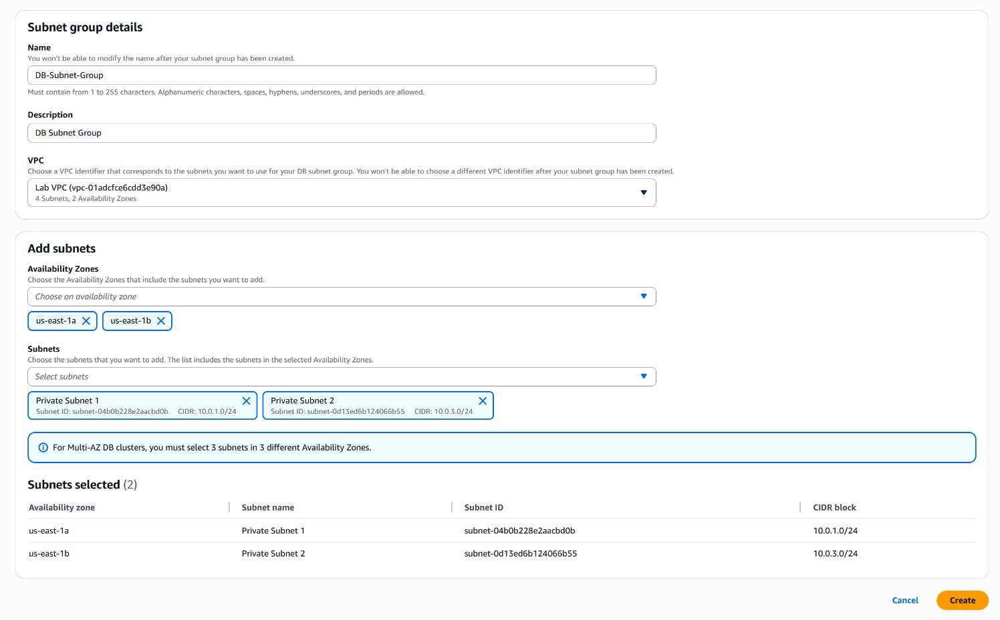 Subnet group details
Name
You won't be able to modify the name after your subnet group has been created.
DB-Subnet-Group
Must contain from 1 to 255 characters. Alphanumeric characters, spaces, hyphens, underscores, and periods are allowed.
Description
DB Subnet Group
VPC
Choose a VPC identifier that corresponds to the subnets you want to use for your DB subnet group. You won't be able to choose a different VPC identifier after your subnet group has been created.
Lab VPC (vpc-01adcfce6cdd3e90a)
4 Subnets, 2 Availability Zones
Add subnets
Availability Zones
Choose the Availability Zones that include the subnets you want to add.
Choose an availability zone
us-east-1a us-east-1b
Subnets
Choose the subnets that you want to add. The list includes the subnets in the selected Availability Zones.
Select subnets
Private Subnet 1 Private Subnet 2
Subnet ID: subnet-04b0b228e2aacbd0b CIDR: 10.0.1.0/24 Subnet ID: subnet-0d13ed6b124066b55 CIDR: 10.0.3.0/24
For Multi-AZ DB clusters, you must select 3 subnets in 3 different Availability Zones.
Subnets selected (2)
Availability zone Subnet name Subnet ID CIDR block
us-east-1a Private Subnet 1 subnet-04b0b228e2aacbd0b 10.0.1.0/24
us-east-1b Private Subnet 2 subnet-0d13ed6b124066b55 10.0.3.0/24
Cancel Create